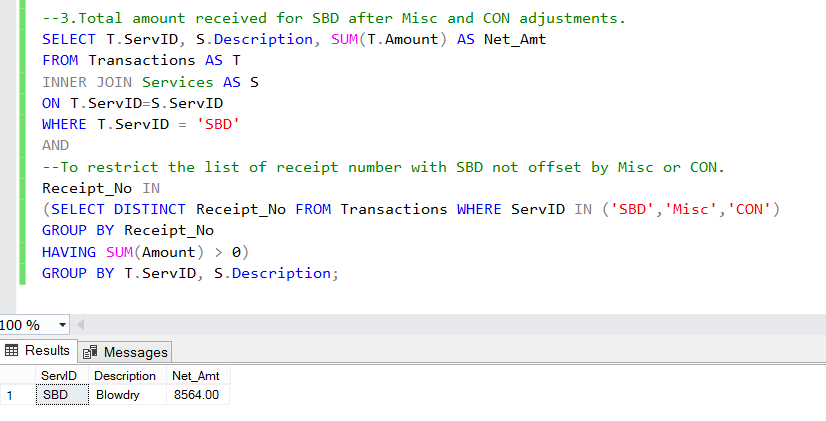 --3.Total amount received for SBD after Misc and CON adjustments.
SELECT T.ServID, S.Description, SUM(T.Amount) AS Net_Amt
FROM Transactions AS T
INNER JOIN Services AS S
ON T.ServID=S.ServID
WHERE T.ServID = 'SBD'
AND
--To restrict the list of receipt number with SBD not offset by Misc or CON.
Receipt_No IN
(SELECT DISTINCT Receipt_No FROM Transactions WHERE ServID IN ('SBD','Misc','CON')
GROUP BY Receipt_No
HAVING SUM(Amount) > 0)
GROUP BY T.ServID, S.Description;
100 %
Results Messages
ServID Description Net_Amt
1 SBD Blowdry 8564.00